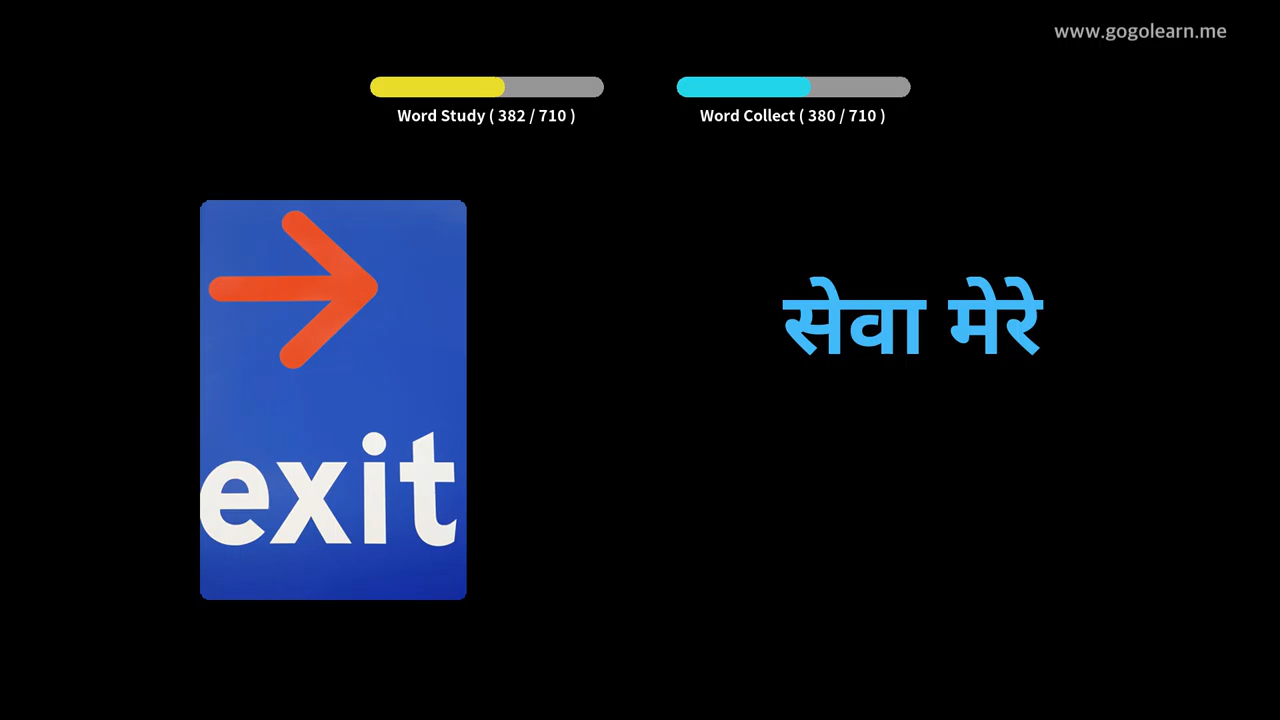 www.gogolearn.me
Word Study ( 382 / 710 )
Word Collect ( 380 / 710 )
exit
सेवा मेरे